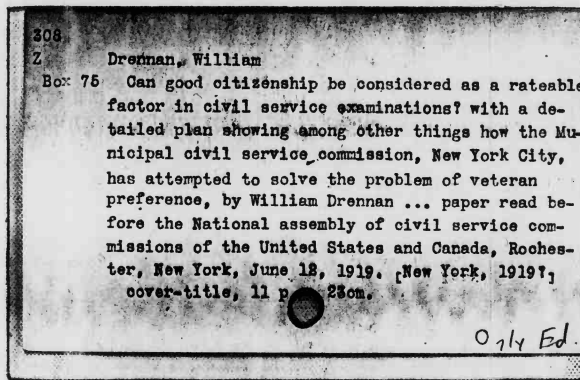 308
Z Drennan, William
Box 75 Can good citizenship be considered as a rateable
factor in civil service examinations? with a de-
tailed plan showing among other things how the Mu-
nicipal civil service commission, New York City,
has attempted to solve the problem of veteran
preference, by William Drennan ... paper read be-
fore the National assembly of civil service com-
missions of the United States and Canada, Roches-
ter, New York, June 12, 1919. [New York, 1919?]
cover-title, 11 p. 23cm.
Only Ed.